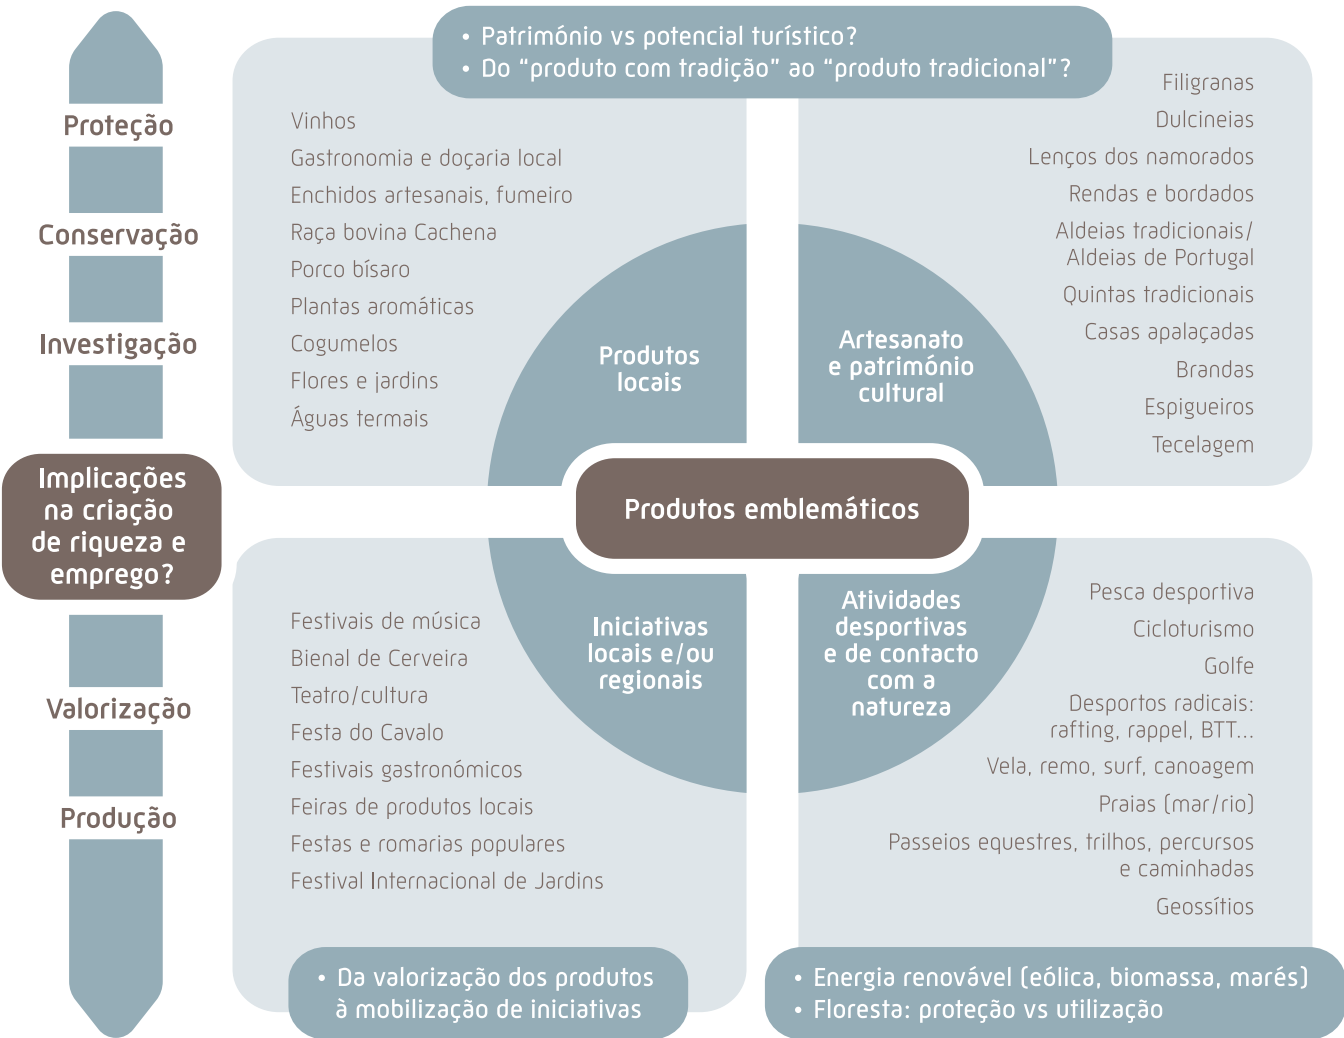 Proteção
Conservação
Investigação
Implicações
na criação
de riqueza e
emprego?
Valorização
Produção
• Património vs potencial turístico?
• Do “produto com tradição” ao “produto tradicional”?
Vinhos
Gastronomia e doçaria local
Enchidos artesanais, fumeiro
Raça bovina Cachena
Porco bísaro
Plantas aromáticas
Cogumelos
Flores e jardins
Águas termais
Produtos
locais
Artesanato
e património
cultural
Filigranas
Dulcineias
Lenços dos namorados
Rendas e bordados
Aldeias tradicionais/
Aldeias de Portugal
Quintas tradicionais
Casas apalaçadas
Brandas
Espigueiros
Tecelagem
Produtos emblemáticos
Festivais de música
Bienal de Cerveira
Teatro/cultura
Festa do Cavalo
Festivais gastronómicos
Feiras de produtos locais
Festas e romarias populares
Festival Internacional de Jardins
Iniciativas
locais e/ou
regionais
Atividades
desportivas
e de contacto
com a
natureza
Pesca desportiva
Cicloturismo
Golfe
Desportos radicais:
rafting, rappel, BTT...
Vela, remo, surf, canoagem
Praias (mar/rio)
Passeios equestres, trilhos, percursos
e caminhadas
Geossítios
• Da valorização dos produtos
à mobilização de iniciativas
• Energia renovável (eólica, biomassa, marés)
• Floresta: proteção vs utilização